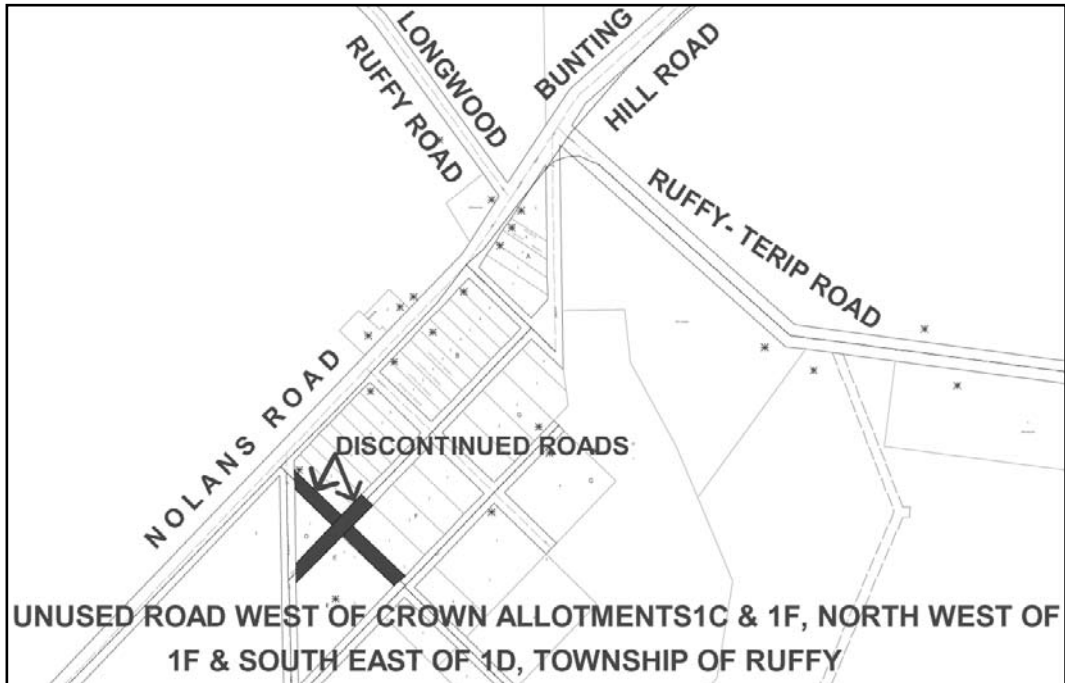 LONGWOOD
RUFFY ROAD
BUNTING
HILL ROAD
RUFFY- TERIP ROAD
NOLANS ROAD
DISCONTINUED ROADS
UNUSED ROAD WEST OF CROWN ALLOTMENTS1C & 1F, NORTH WEST OF
1F & SOUTH EAST OF 1D, TOWNSHIP OF RUFFY